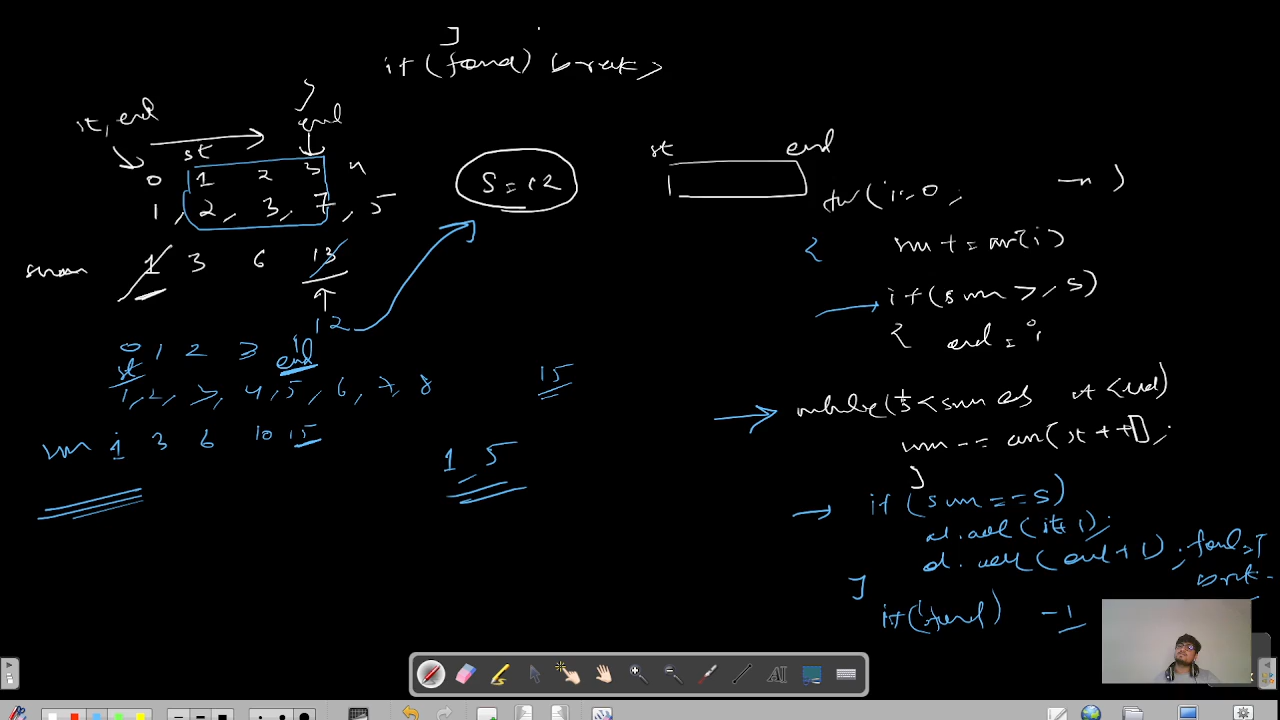 if (found) break
st, end
end
st
0 1 2 3 4
1, 2, 3, 7, 5
sum 1 3 6 13
12
S = 12
st end
0 1 2 3 4
st end
1, 2, 3, 4, 5, 6, 7, 8
15
sum 1 3 6 10 15
1 5
for (i=0; -n )
{ sum += arr[i]
if (sum >, s)
{ end = i
while (s < sum && st < end)
sum -= arr[st++];
}
if (sum == s)
al.add (st+1);
al.add (end+1);
}
if (!found) -1